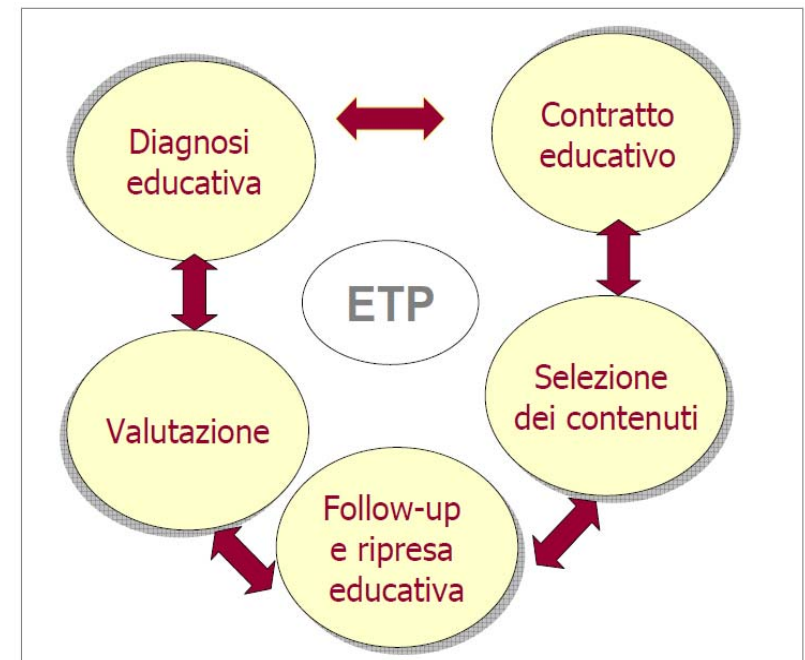 Diagnosi
educativa
Contratto
educativo
ETP
Selezione
dei contenuti
Valutazione
Follow-up
e ripresa
educativa